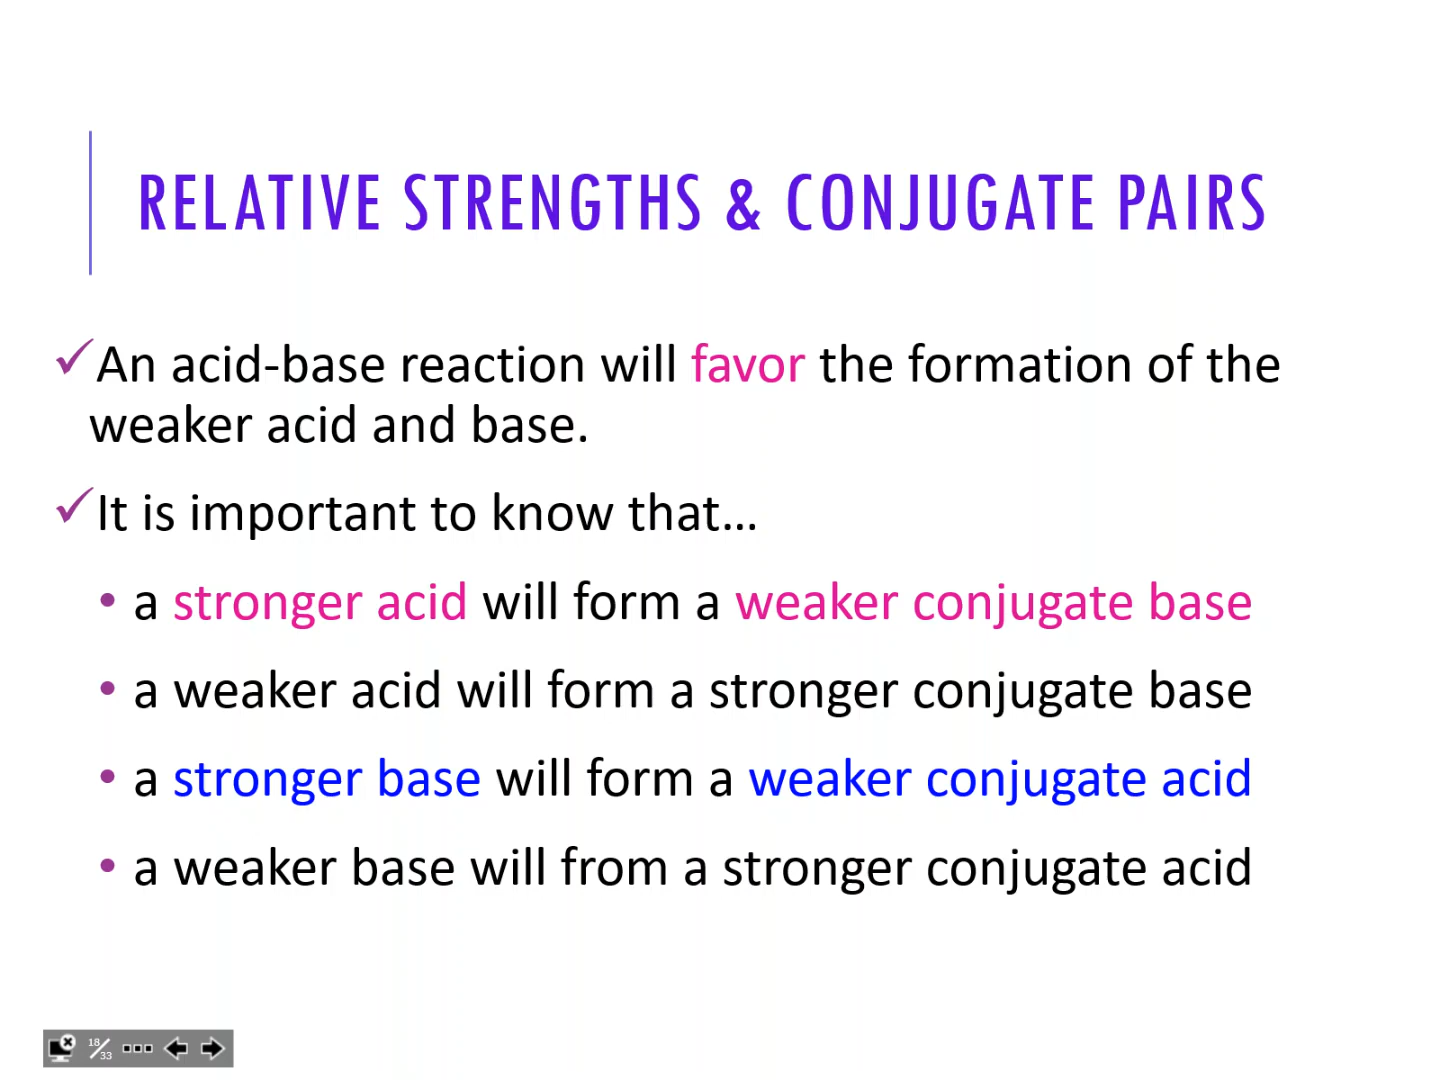 RELATIVE STRENGTHS & CONJUGATE PAIRS
✓An acid-base reaction will favor the formation of the
weaker acid and base.
✓It is important to know that…
• a stronger acid will form a weaker conjugate base
• a weaker acid will form a stronger conjugate base
• a stronger base will form a weaker conjugate acid
• a weaker base will from a stronger conjugate acid
18/33